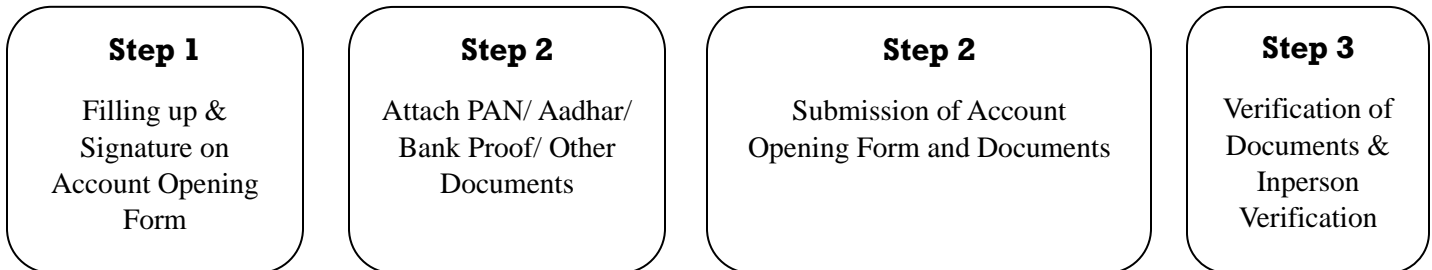 Step 1
Filling up &
Signature on
Account Opening
Form
Step 2
Attach PAN/ Aadhar/
Bank Proof/ Other
Documents
Step 2
Submission of Account
Opening Form and Documents
Step 3
Verification of
Documents &
Inperson
Verification